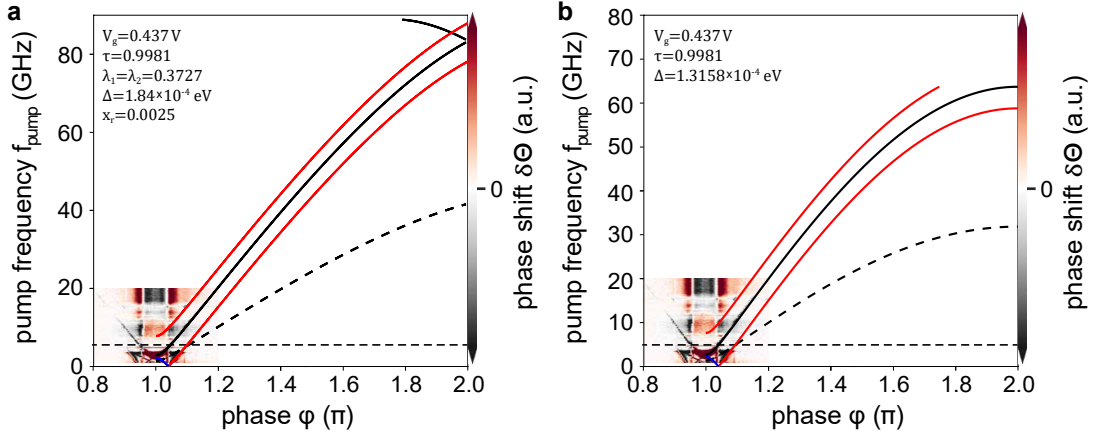 a
V_g=0.437V
τ=0.9981
λ₁=λ₂=0.3727
Δ=1.84×10⁻⁴ eV
x_r=0.0025
pump frequency f_pump (GHz)
80
60
40
20
0
0.8 1.0 1.2 1.4 1.6 1.8 2.0
phase φ (π)
0
phase shift δΘ (a.u.)
b
V_g=0.437V
τ=0.9981
Δ=1.3158×10⁻⁴ eV
pump frequency f_pump (GHz)
80
70
60
50
40
30
20
10
5
0
0.8 1.0 1.2 1.4 1.6 1.8 2.0
phase φ (π)
0
phase shift δΘ (a.u.)